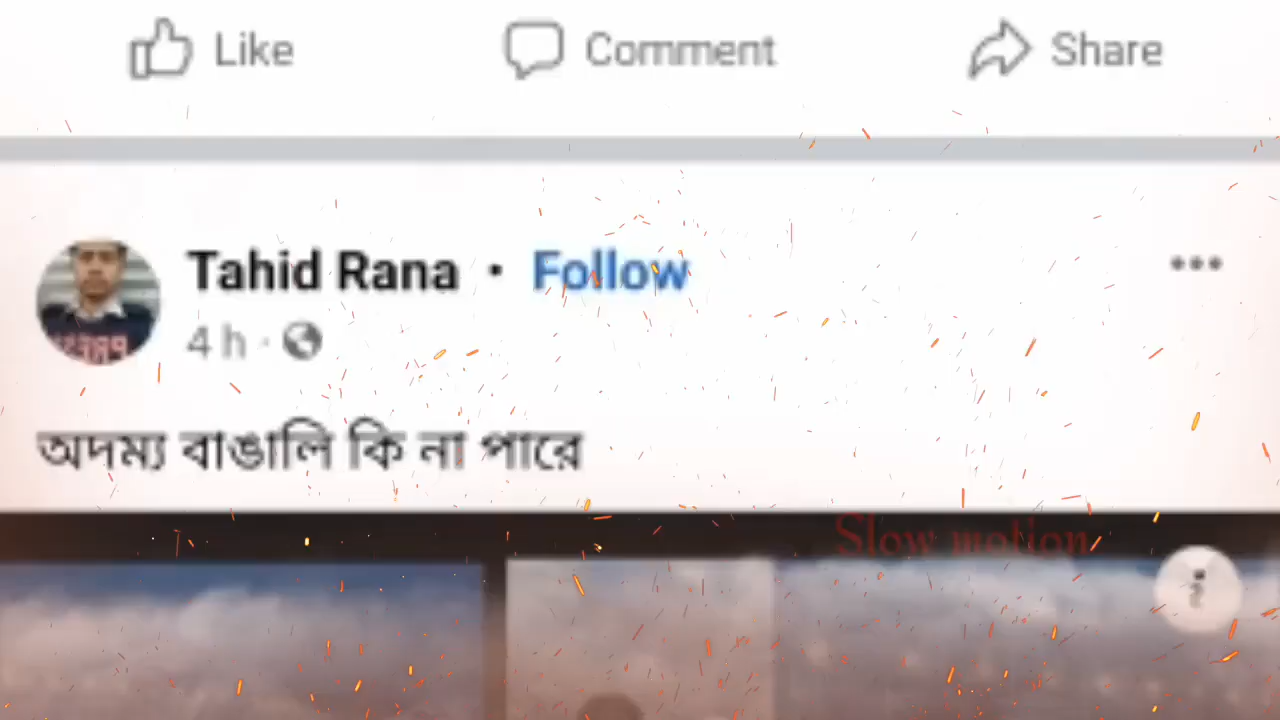 Like Comment Share
Tahid Rana • Follow
4 h ·
অদম্য বাঙালি কি না পারে
Slow motion